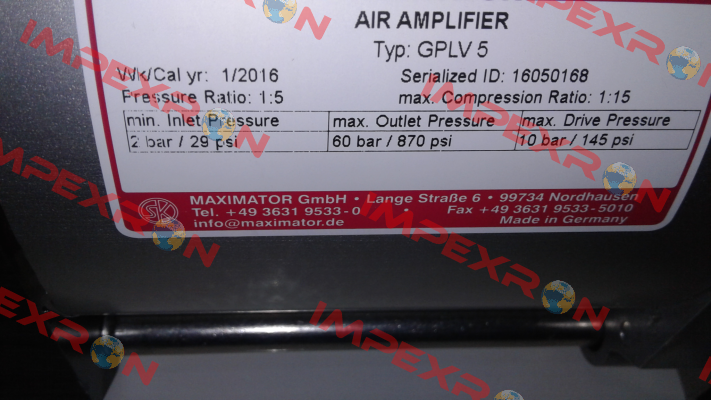 AIR AMPLIFIER
Typ: GPLV 5
Wk/Cal yr: 1/2016 Serialized ID: 16050168
Pressure Ratio: 1:5 max. Compression Ratio: 1:15
min. Inlet Pressure max. Outlet Pressure max. Drive Pressure
2 bar / 29 psi 60 bar / 870 psi 10 bar / 145 psi
SK MAXIMATOR GmbH • Lange Straße 6 • 99734 Nordhausen
Tel. +49 3631 9533-0 • Fax +49 3631 9533-5010
info@maximator.de Made in Germany
IMPEXRON
IMPEXRON
IMPEXRON
IMPEXRON
IMPEXRON
IMPEXRON